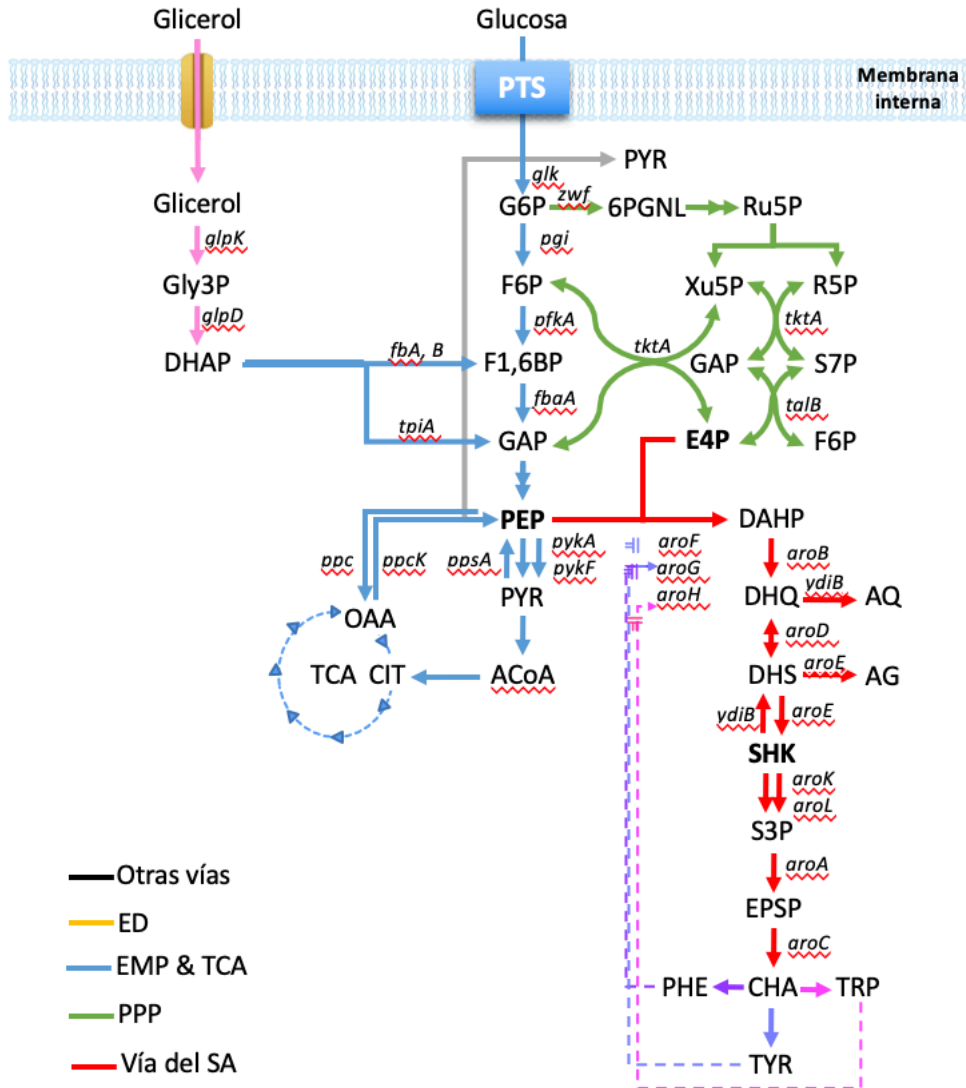 Glicerol
Glucosa
PTS
Membrana
interna
PYR
glk
Glicerol
G6P
zwf
6PGNL
Ru5P
glpK
pgi
Gly3P
F6P
Xu5P
R5P
glpD
pfkA
tktA
tktA
DHAP
fbA, B
F1,6BP
GAP
S7P
fbaA
talB
tpiA
GAP
E4P
F6P
PEP
DAHP
ppc
ppcK
ppsA
pykA
pykF
aroF
aroG
aroH
aroB
ydiB
PYR
DHQ
AQ
OAA
aroD
TCA
CIT
ACoA
DHS
aroE
AG
ydiB
aroE
SHK
aroK
aroL
S3P
aroA
Otras vías
EPSP
ED
aroC
EMP & TCA
PHE
CHA
TRP
PPP
Vía del SA
TYR